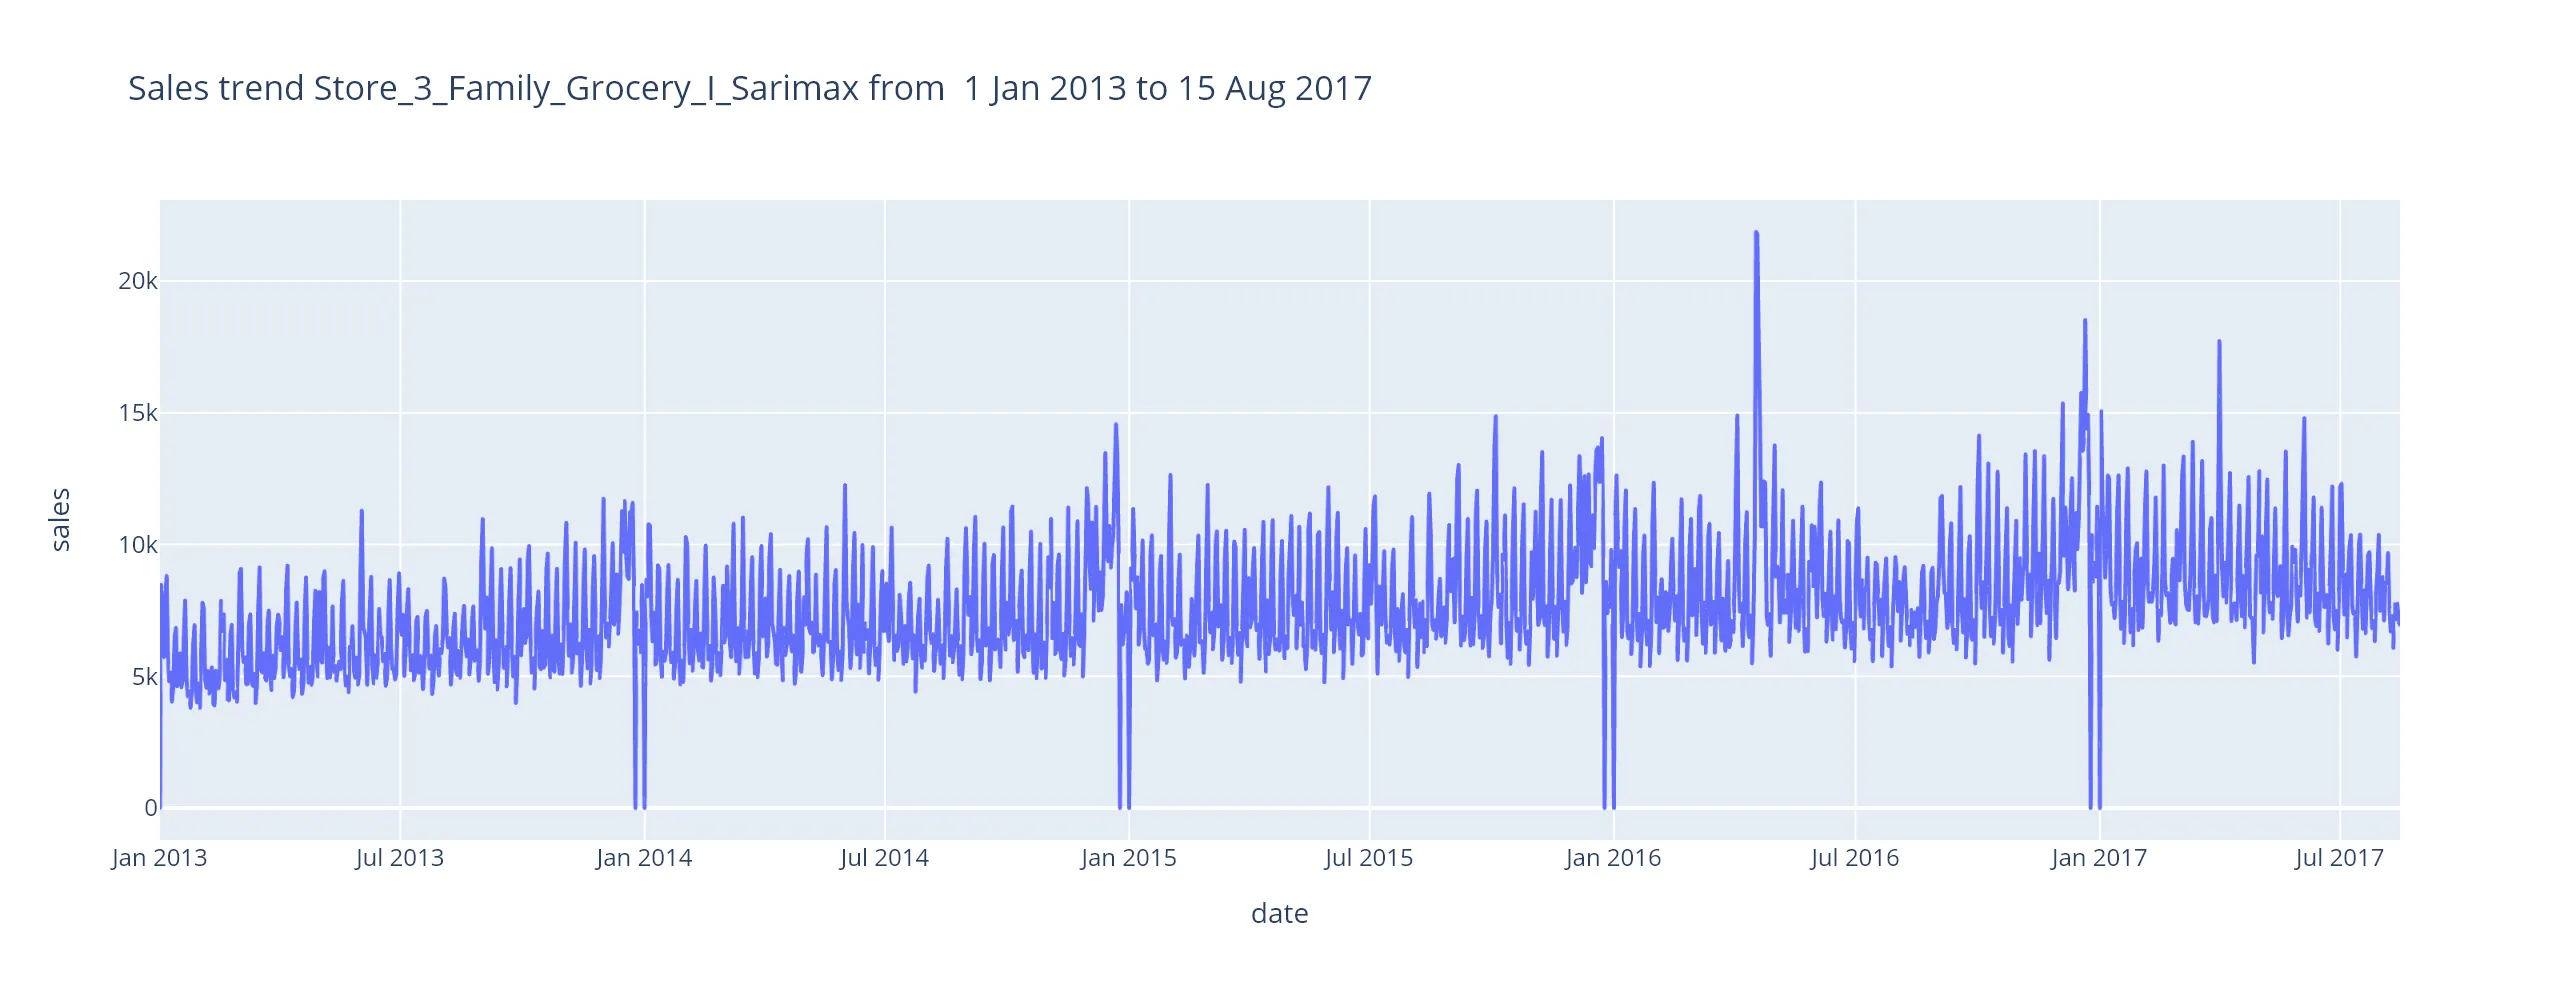 Sales trend Store_3_Family_Grocery_I_Sarimax from  1 Jan 2013 to 15 Aug 2017
20k
15k
10k
5k
0
sales
Jan 2013
Jul 2013
Jan 2014
Jul 2014
Jan 2015
Jul 2015
Jan 2016
Jul 2016
Jan 2017
Jul 2017
date